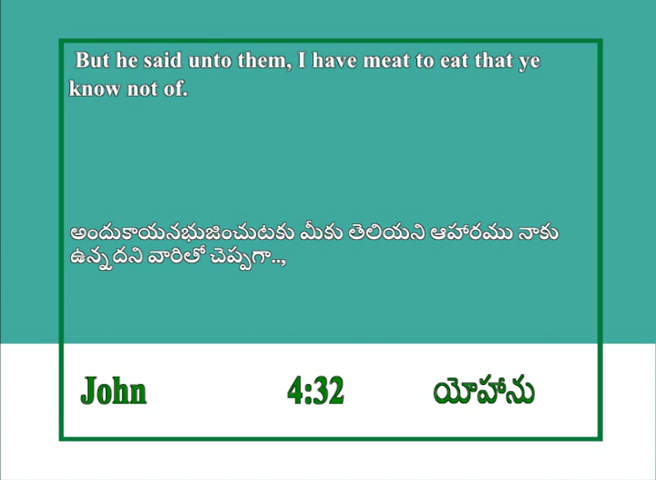 But he said unto them, I have meat to eat that ye
know not of.
అందుకాయనభుజించుటకు మీకు తెలియని ఆహారము నాకు
ఉన్నదని వారితో చెప్పగా..,
John 4:32 యోహాను